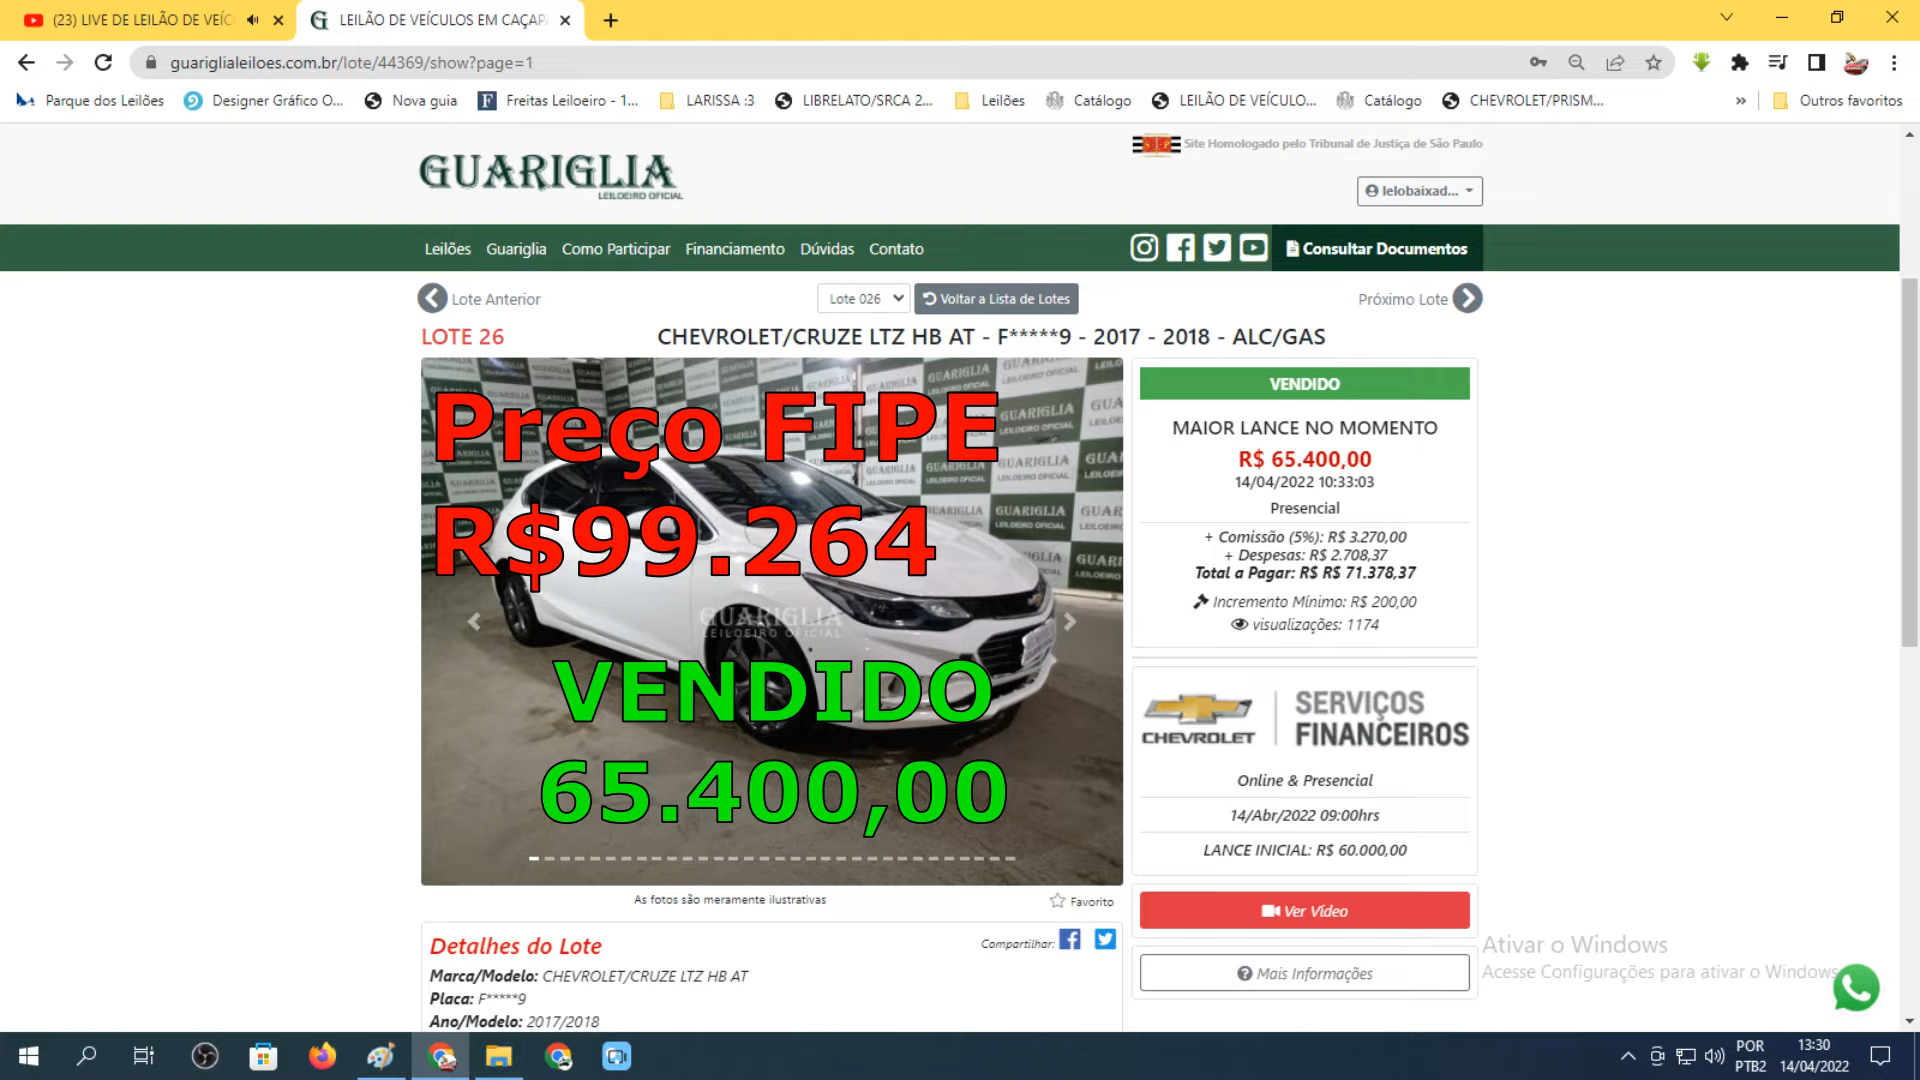 (23) LIVE DE LEILÃO DE VEÍC
LEILÃO DE VEÍCULOS EM CAÇAPA
guariglialeiloes.com.br/lote/44369/show?page=1
Parque dos Leilões
Designer Gráfico O...
Nova guia
Freitas Leiloeiro - 1...
LARISSA :3
LIBRELATO/SRCA 2...
Leilões
Catálogo
LEILÃO DE VEÍCULO...
Catálogo
CHEVROLET/PRISM...
»
Outros favoritos
Site Homologado pelo Tribunal de Justiça de São Paulo
GUARIGLIA
LEILOEIRO OFICIAL
lelobaixad...
Leilões Guariglia Como Participar Financiamento Dúvidas Contato
Consultar Documentos
Lote Anterior
Lote 026
Voltar a Lista de Lotes
Próximo Lote
LOTE 26
CHEVROLET/CRUZE LTZ HB AT - F*****9 - 2017 - 2018 - ALC/GAS
Preço FIPE
R$99.264
GUARIGLIA
LEILOEIRO OFICIAL
VENDIDO
65.400,00
As fotos são meramente ilustrativas
Favorito
VENDIDO
MAIOR LANCE NO MOMENTO
R$ 65.400,00
14/04/2022 10:33:03
Presencial
+ Comissão (5%): R$ 3.270,00
+ Despesas: R$ 2.708,37
Total a Pagar: R$ R$ 71.378,37
Incremento Mínimo: R$ 200,00
visualizações: 1174
CHEVROLET
SERVIÇOS
FINANCEIROS
Online & Presencial
14/Abr/2022 09:00hrs
LANCE INICIAL: R$ 60.000,00
Ver Vídeo
Mais Informações
Detalhes do Lote
Compartilhar:
Marca/Modelo: CHEVROLET/CRUZE LTZ HB AT
Placa: F*****9
Ano/Modelo: 2017/2018
Ativar o Windows
Acesse Configurações para ativar o Windows
POR
PTB2
13:30
14/04/2022